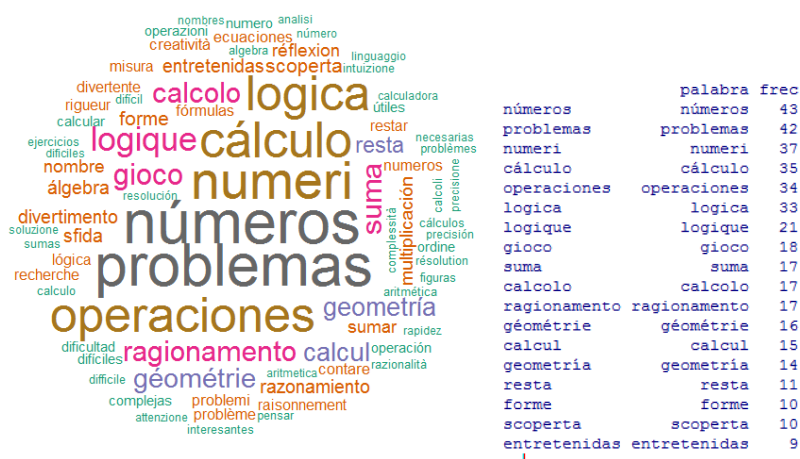 nombres numero analisi
operazioni ecuaciones número
creatività algebra réflexion linguaggio
misura entretenidas scoperta intuizione
divertente calcolo logica calculadora
rigueur difícil fórmulas útiles
calcular forme restar
ejercicios logique cálculo resta necesarias
difíciles problèmes
nombre gioco numeri suma numeros
álgebra resolución multiplicación calcoli precisione
divertimento números cálculos
soluzione sfida complessità precisión
sumas ordine
lógica problemas résolution
recherche figuras
calculo aritmética
operaciones geometría
sumar rapidez
dificultad ragionamento calcul operación
difíciles aritmetica contare razionalità
difficile géométrie razonamiento
complejas problemi raisonnement
attenzione problème pensar
interesantes
palabra frec
números números 43
problemas problemas 42
numeri numeri 37
cálculo cálculo 35
operaciones operaciones 34
logica logica 33
logique logique 21
gioco gioco 18
suma suma 17
calcolo calcolo 17
ragionamento ragionamento 17
géométrie géométrie 16
calcul calcul 15
geometría geometría 14
resta resta 11
forme forme 10
scoperta scoperta 10
entretenidas entretenidas 9